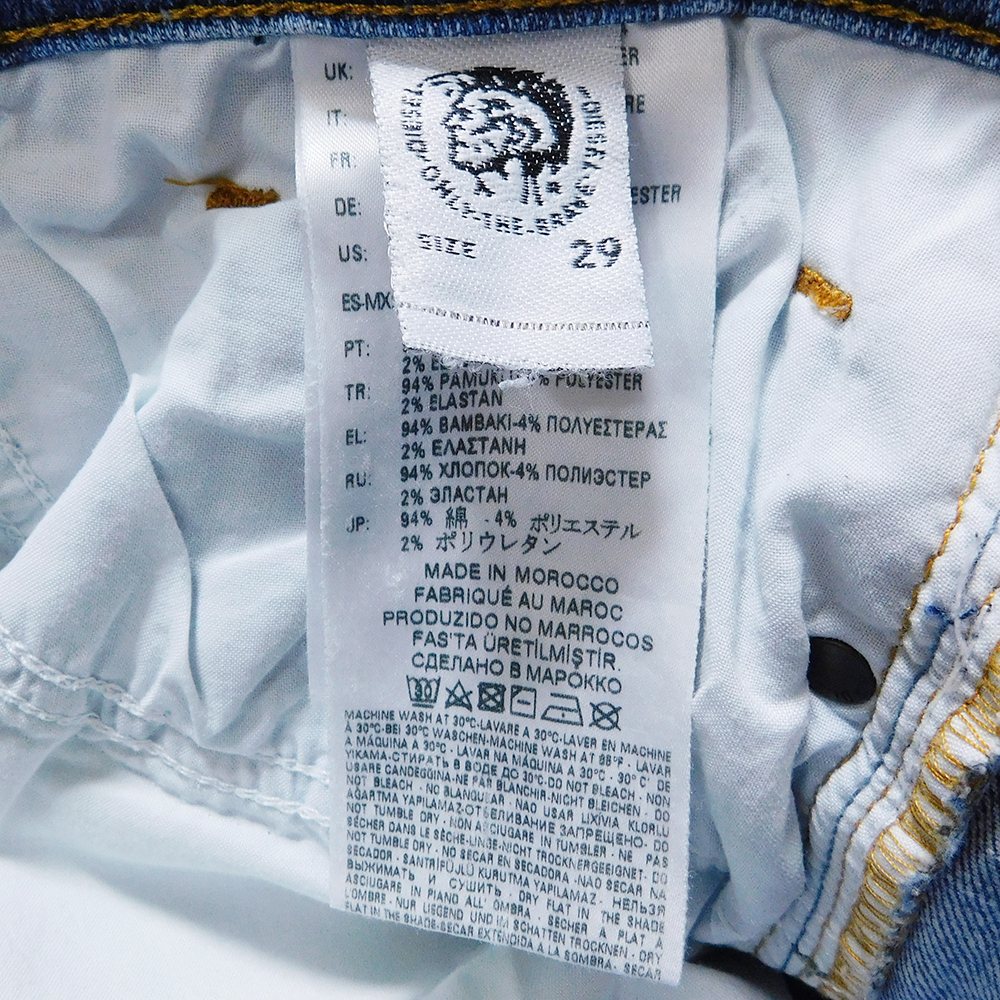 DIESEL
DIESEL
·ONLY·THE·BRAVE·
SIZE 29
UK:
IT:
FR:
DE: ESTER
US:
ES-MX:
PT:
2%
TR: 94% PAMUK POLYESTER
2% ELASTAN
EL: 94% BAMBAKI-4% ΠΟΛΥΕΣΤΕΡΑΣ
2% ΕΛΑΣΤΑΝΗ
RU: 94% ХЛОПОК-4% ПОЛИЭСТЕР
2% ЭЛАСТАН
JP: 94% 綿 -4% ポリエステル
2% ポリウレタン
MADE IN MOROCCO
FABRIQUÉ AU MAROC
PRODUZIDO NO MARROCOS
FAS'TA ÜRETİLMİŞTİR.
СДЕЛАНО В МАРОККО
30
MACHINE WASH AT 30°C-LAVARE A 30°C-LAVER EN MACHINE
À 30°C-BEI 30°C WASCHEN-MACHINE WASH AT 86°F - LAVAR
A MÁQUINA A 30°C - LAVAR NA MÁQUINA A 30°C - 30°C' DE
YIKAMA-СТИРАТЬ В ВОДЕ ДО 30°C-DO NOT BLEACH - NON
USARE CANDEGGINA-NE PAS BLANCHIR-NICHT BLEICHEN - DO
NOT BLEACH - NO BLANQUEAR - NÃO USAR LIXÍVIA KLORLU
AĞARTMA YAPILAMAZ-ОТБЕЛИВАНИЕ ЗАПРЕЩЕНО- DO
NOT TUMBLE DRY - NON ASCIUGARE IN TUMBLER - NE PAS
SÉCHER DANS LE SÈCHE-LINGE-NICHT TROCKNERGEEIGNET- DO
NOT TUMBLE DRY - NO SECAR EN SECADORA -NÃO SECAR NA
SECADOR - SANTRİFÜJLÜ KURUTMA YAPILAMAZ - НЕЛЬЗЯ
ВЫЖИМАТЬ И СУШИТЬ - DRY FLAT IN THE SHADE
ASCIUGARE IN PIANO ALL' OMBRA - SÉCHER À PLAT À
L'OMBRE - NUR LIEGEND UND IM SCHATTEN TROCKNEN - DRY
FLAT IN THE SHADE-SECAR EXTENDIDA A LA SOMBRA- SECAR